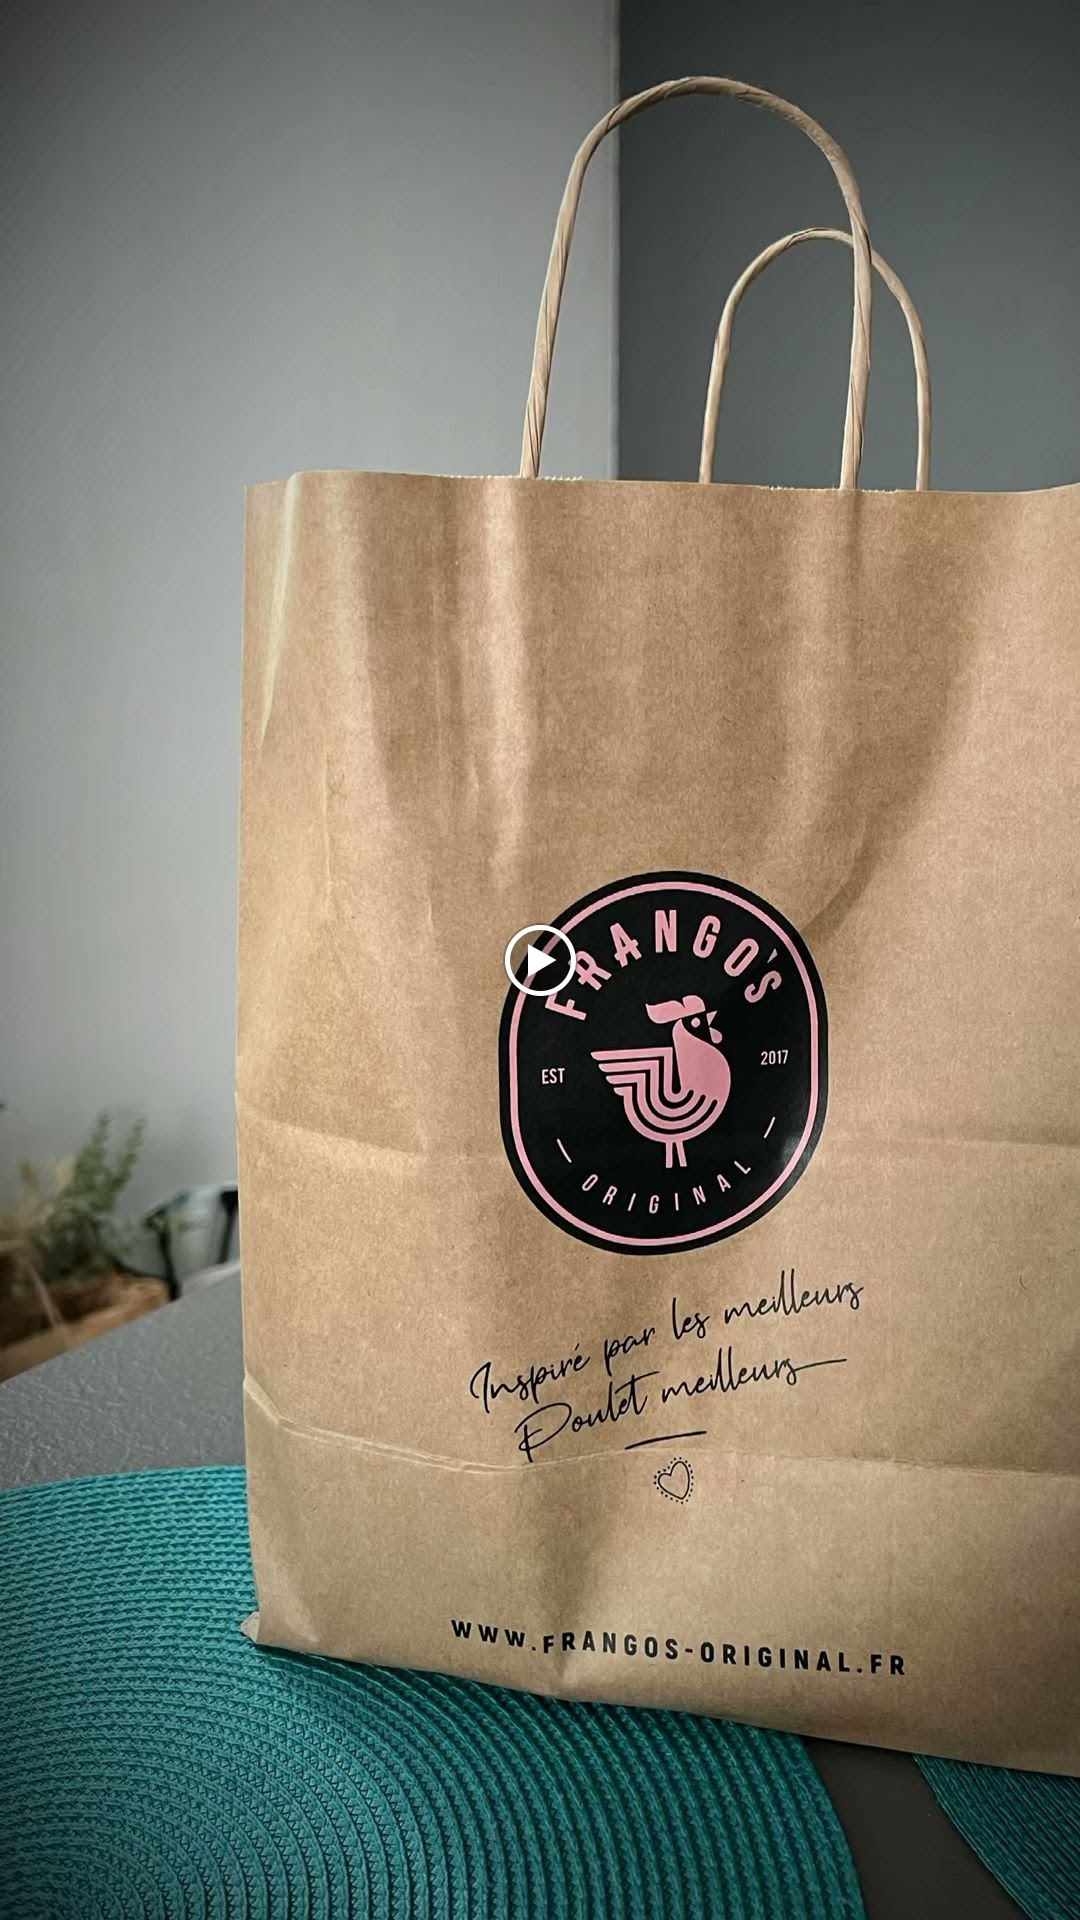 FRANGO'S
EST
2017
ORIGINAL
Inspiré par les meilleurs
Poulet meilleurs
WWW.FRANGOS-ORIGINAL.FR